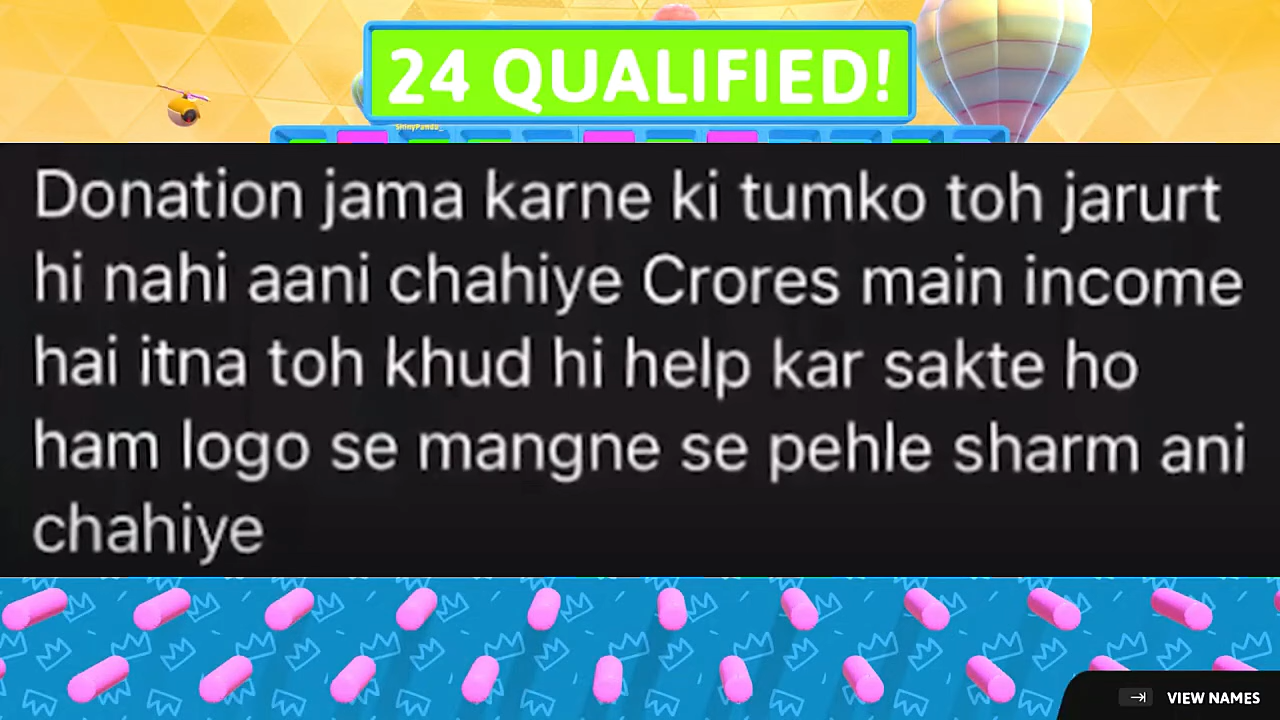 24 QUALIFIED!
ShinyPanda_
Donation jama karne ki tumko toh jarurt
hi nahi aani chahiye Crores main income
hai itna toh khud hi help kar sakte ho
ham logo se mangne se pehle sharm ani
chahiye
VIEW NAMES